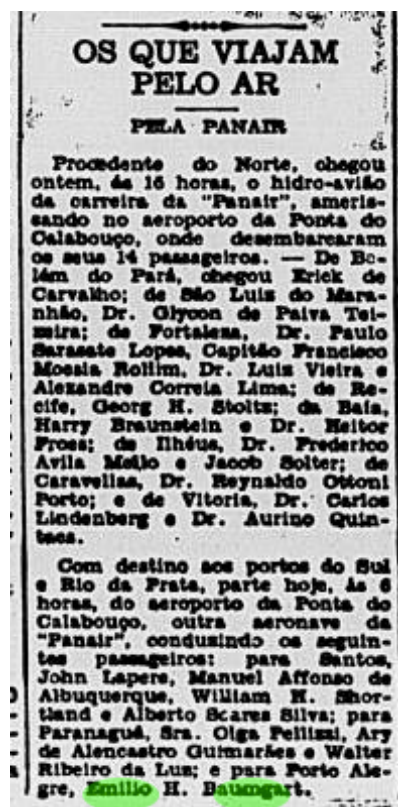 OS QUE VIAJAM
PELO AR
PELA PANAIR
Procedente do Norte, chegou
ontem, ás 16 horas, o hidro-avião
da carreira da "Panair", ameris-
sando no aeroporto da Ponta do
Calabouço, onde desembarcaram
os seus 14 passageiros. — De Be-
lém do Pará, chegou Erick de
Carvalho; de São Luis do Mara-
nhão, Dr. Glycon de Paiva Tei-
xeira; de Fortaleza, Dr. Paulo
Sarasate Lopes, Capitão Francisco
Moesia Rollim, Dr. Luiz Vieira e
Alexandre Correia Lima; de Re-
cife, Georg H. Stoltz; da Baía,
Harry Braunstein e Dr. Heitor
Froes; de Ilhéus, Dr. Frederico
Avila Mello e Jacob Solter; de
Caravellas, Dr. Reynaldo Ottoni
Porto; e de Vitoria, Dr. Carlos
Lindenberg e Dr. Aurino Quin-
taes.
Com destino aos portos do Sul
e Rio da Prata, parte hoje, ás 6
horas, do aeroporto da Ponta do
Calabouço, outra aeronave da
"Panair", conduzindo os seguin-
tes passageiros: para Santos,
John Lapere, Manuel Affonso de
Albuquerque, William H. Shor-
tland e Alberto Scares Silva; para
Paranaguá, Sra. Olga Pelizzi, Ary
de Alencastro Guimarães e Walter
Ribeiro da Luz; e para Porto Ale-
gre, Emilio H. Baumgart.